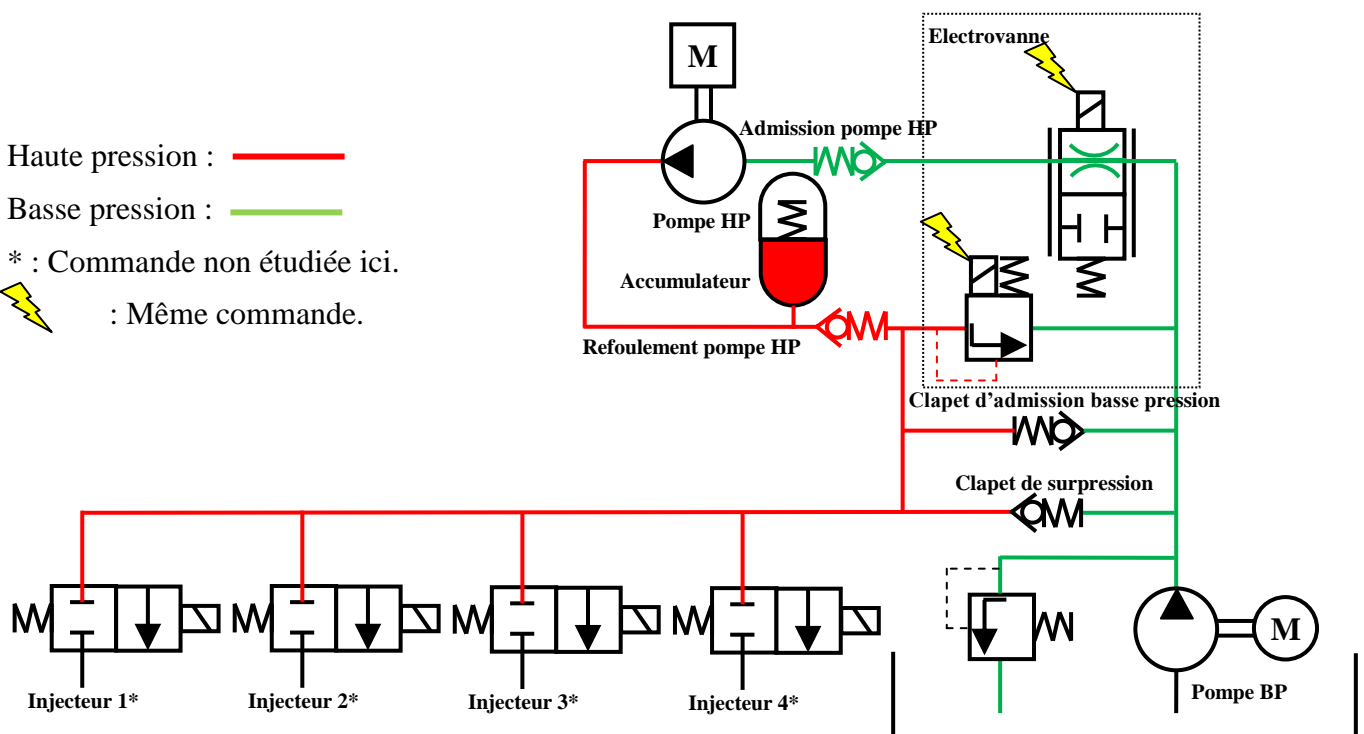 Electrovanne
M
Admission pompe HP
Haute pression :
Basse pression :
Pompe HP
* : Commande non étudiée ici.
Accumulateur
: Même commande.
Refoulement pompe HP
Clapet d'admission basse pression
Clapet de surpression
M
Injecteur 1*
Injecteur 2*
Injecteur 3*
Injecteur 4*
Pompe BP